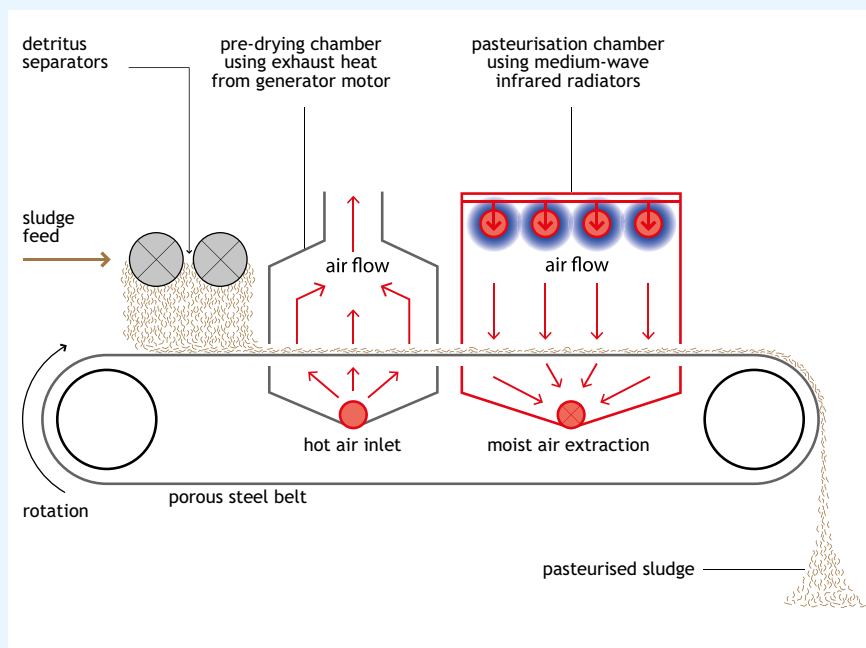 detritus
separators
pre-drying chamber
using exhaust heat
from generator motor
pasteurisation chamber
using medium-wave
infrared radiators
sludge
feed
air flow
air flow
hot air inlet
moist air extraction
porous steel belt
rotation
pasteurised sludge